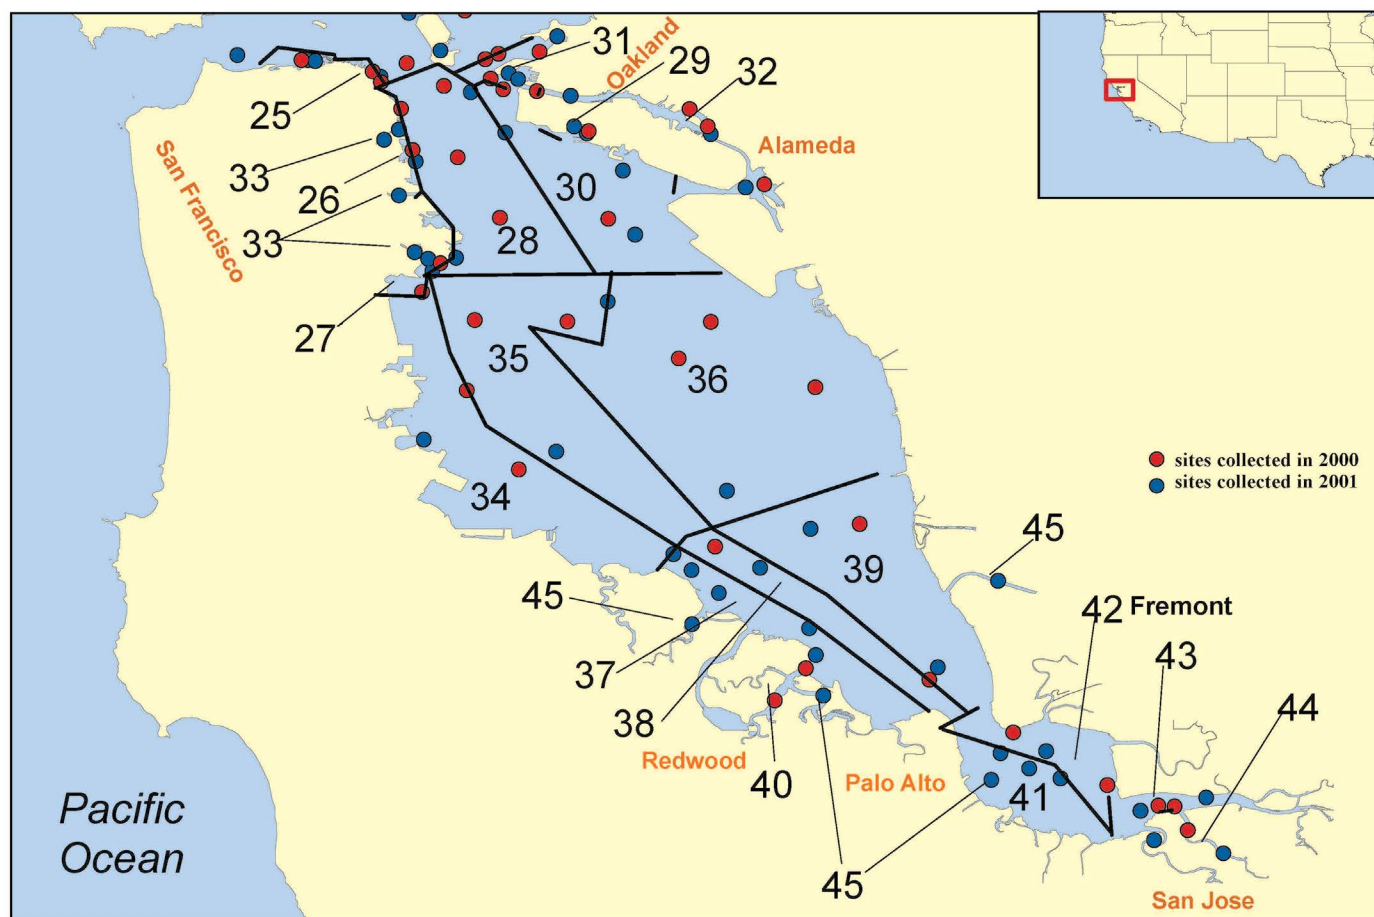 31
Oakland
29
32
25
Alameda
33
San Francisco
26
30
33
28
27
35
36
sites collected in 2000
sites collected in 2001
34
45
39
45
42 Fremont
37
43
38
44
Redwood
40
Palo Alto
41
Pacific
Ocean
45
San Jose